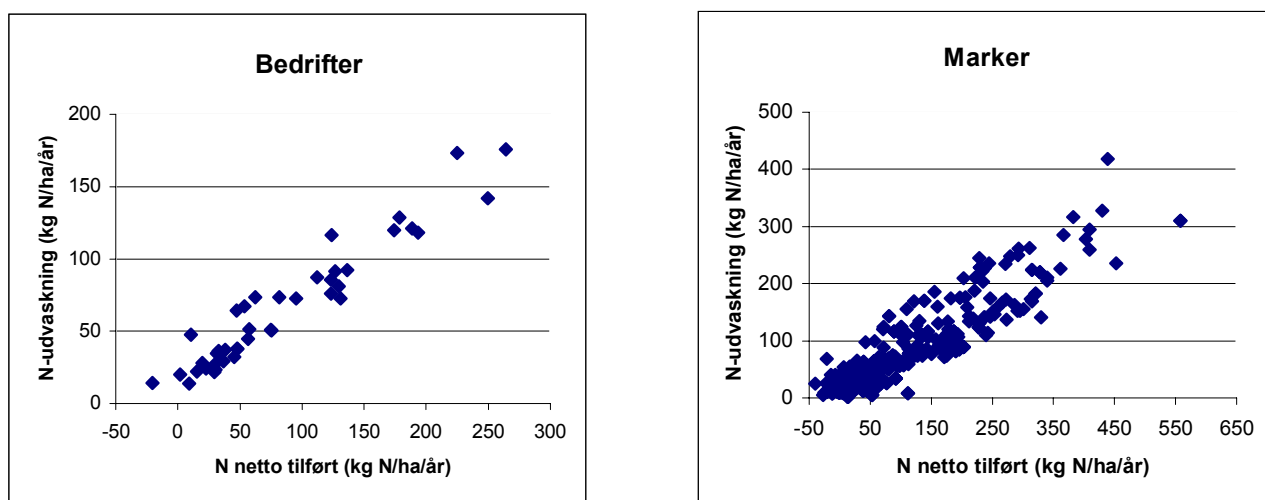 Bedrifter
200
150
100
50
0
-50 0 50 100 150 200 250 300
N-udvaskning (kg N/ha/år)
N netto tilført (kg N/ha/år)
Marker
500
400
300
200
100
0
-50 50 150 250 350 450 550 650
N-udvaskning (kg N/ha/år)
N netto tilført (kg N/ha/år)